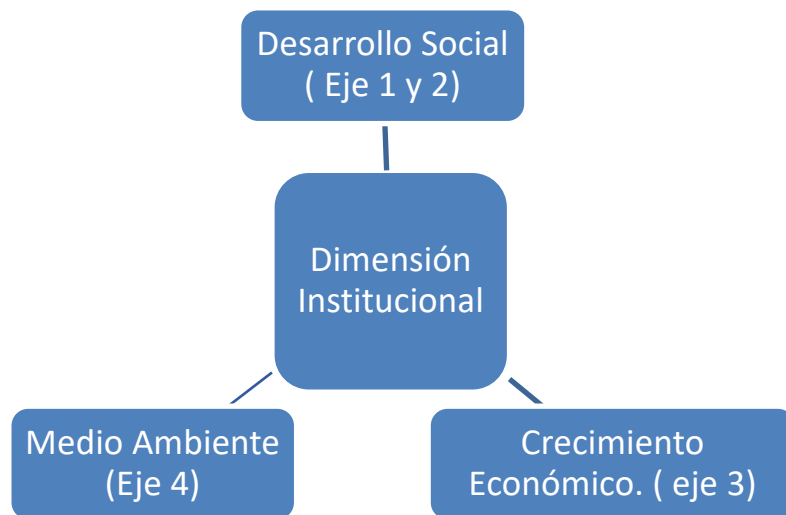 Desarrollo Social
( Eje 1 y 2)
Dimensión
Institucional
Medio Ambiente
(Eje 4)
Crecimiento
Económico. ( eje 3)